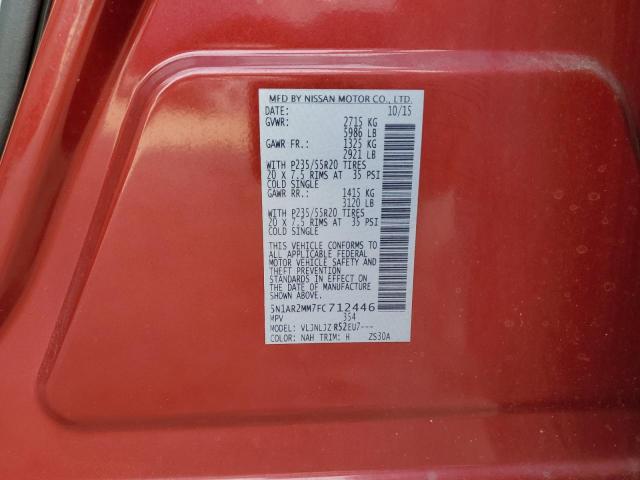 MFD BY NISSAN MOTOR CO., LTD.
DATE: 10/15
GVWR: 2715 KG
5986 LB
GAWR FR.: 1325 KG
2921 LB
WITH P235/55R20 TIRES
20 X 7.5 RIMS AT 35 PSI
COLD SINGLE
GAWR RR.: 1415 KG
3120 LB
WITH P235/55R20 TIRES
20 X 7.5 RIMS AT 35 PSI
COLD SINGLE
THIS VEHICLE CONFORMS TO
ALL APPLICABLE FEDERAL
MOTOR VEHICLE SAFETY AND
THEFT PREVENTION
STANDARDS IN EFFECT ON
THE DATE OF MANUFACTURE
SHOWN ABOVE.
5N1AR2MM7FC712446
MPV 354
MODEL: VLJNLJZ R52EU7---
COLOR: NAH TRIM: H ZS30A